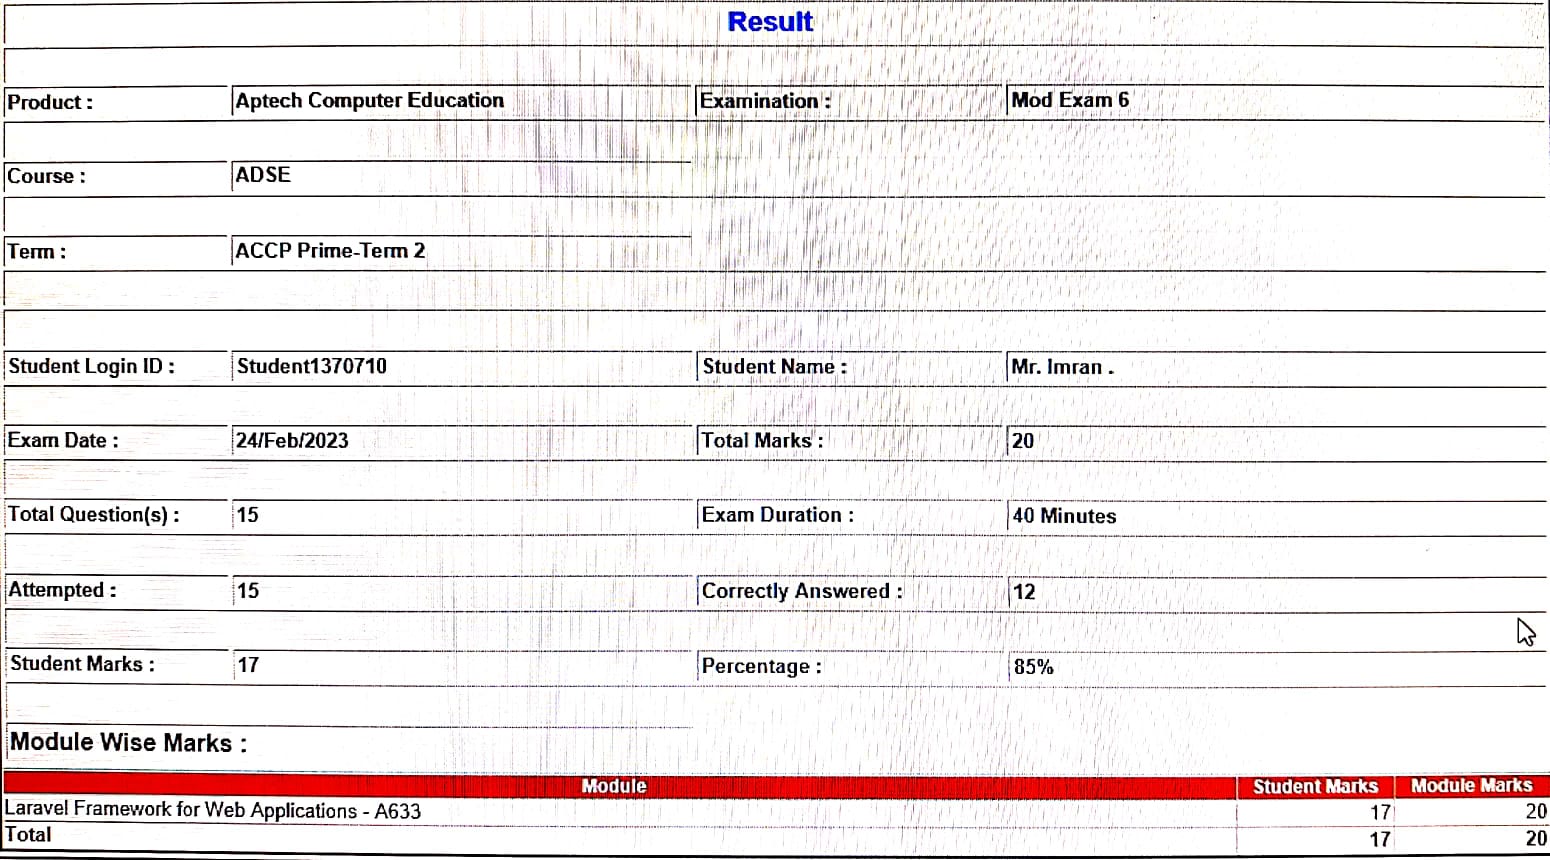 Result
Product : Aptech Computer Education Examination : Mod Exam 6
Course : ADSE
Term : ACCP Prime-Term 2
Student Login ID : Student1370710 Student Name : Mr. Imran .
Exam Date : 24/Feb/2023 Total Marks : 20
Total Question(s) : 15 Exam Duration : 40 Minutes
Attempted : 15 Correctly Answered : 12
Student Marks : 17 Percentage : 85%
Module Wise Marks :
Module Student Marks Module Marks
Laravel Framework for Web Applications - A633 17 20
Total 17 20